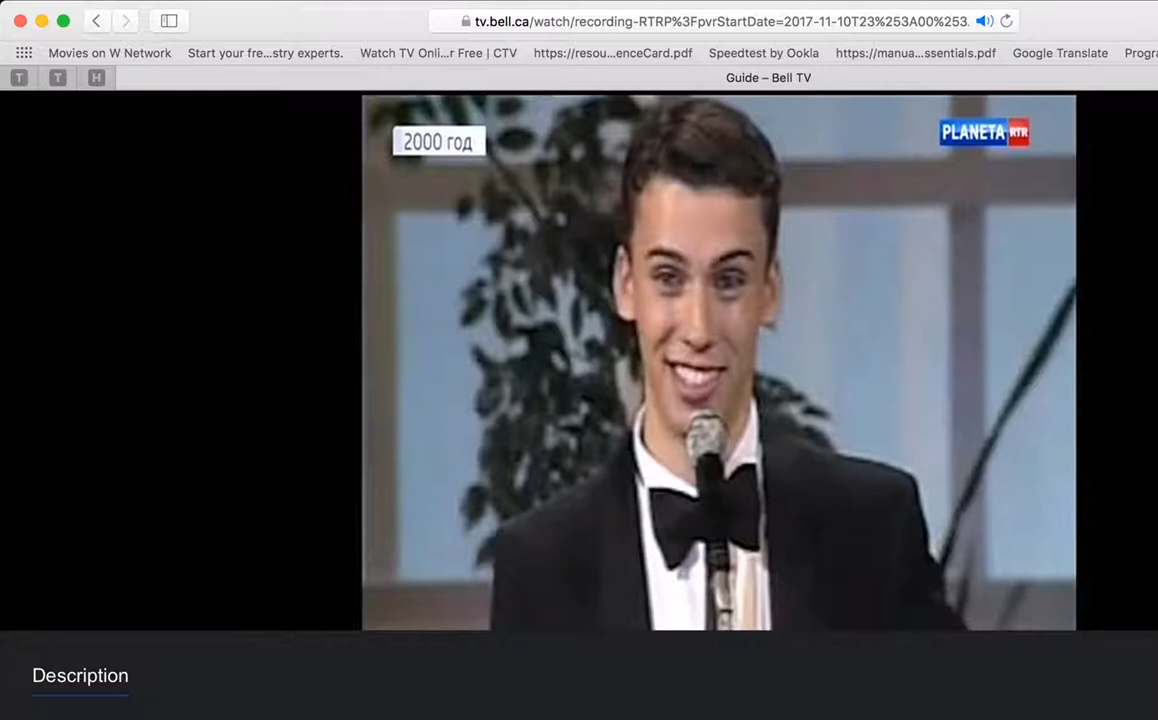 tv.bell.ca/watch/recording-RTRP%3FpvrStartDate=2017-11-10T23%253A00%253.
Movies on W Network Start your fre...stry experts. Watch TV Onli...r Free | CTV https://resou...enceCard.pdf Speedtest by Ookla https://manua...ssentials.pdf Google Translate Progra
T T H Guide – Bell TV
2000 год PLANETA RTR
Description